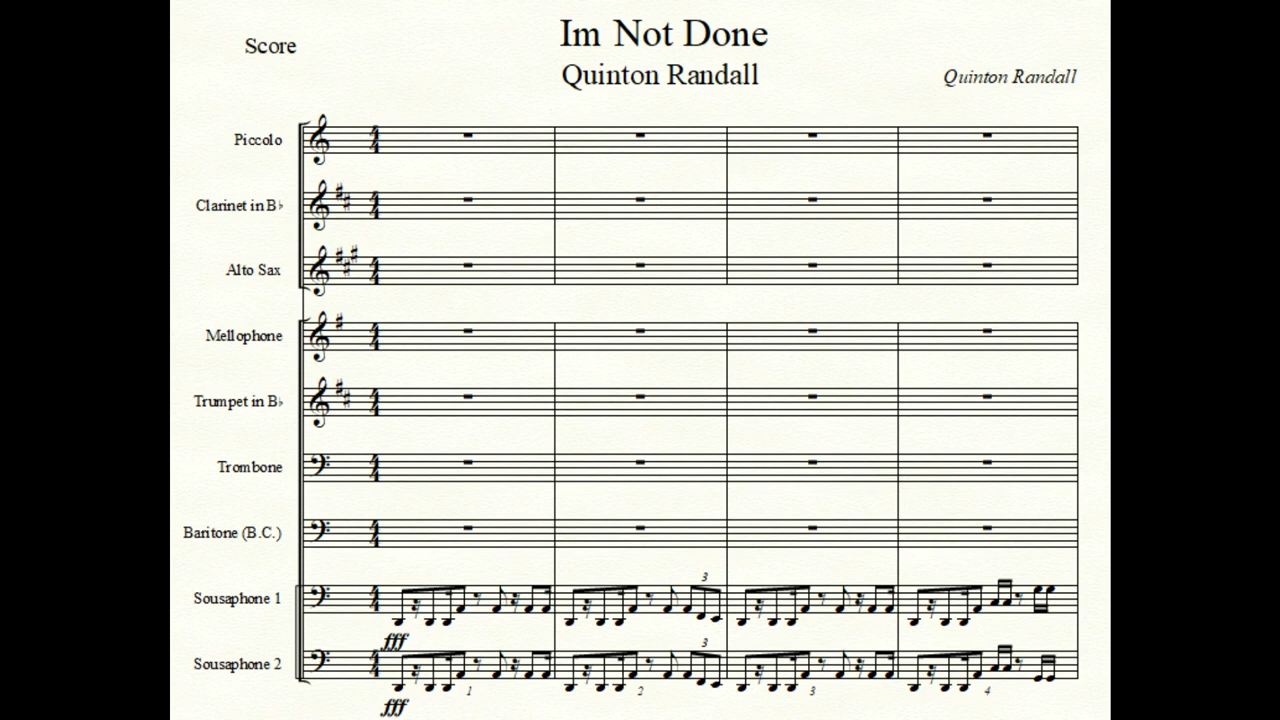 Im Not Done
Score
Quinton Randall
Quinton Randall
Piccolo
Clarinet in B♭
Alto Sax
Mellophone
Trumpet in B♭
Trombone
Baritone (B.C.)
3
Sousaphone 1
fff
3
Sousaphone 2
1 2 3 4
fff